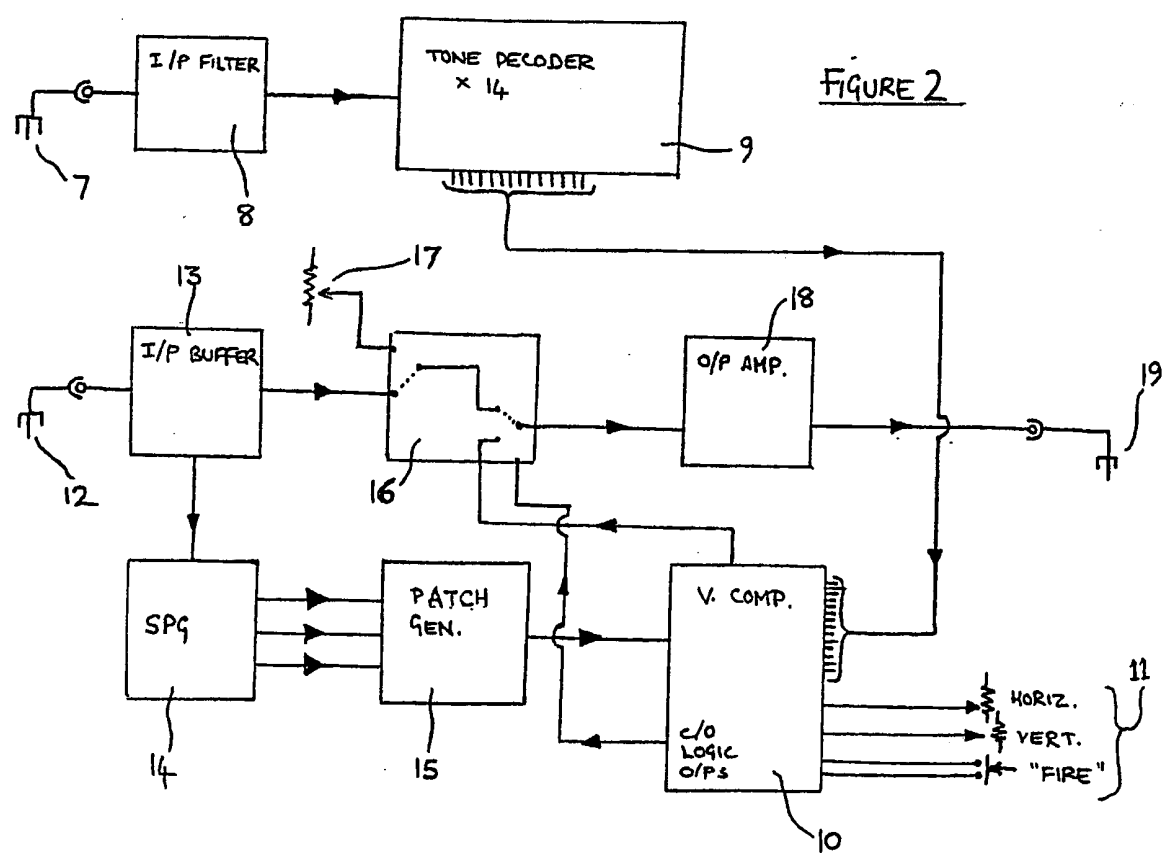 I/P FILTER
TONE DECODER
x 14
FIGURE 2
7
8
9
17
13
18
I/P BUFFER
O/P AMP.
19
12
16
SPG
PATCH
GEN.
V. COMP.
11
HORIZ.
VERT.
"FIRE"
C/O
LOGIC
O/PS
14
15
10